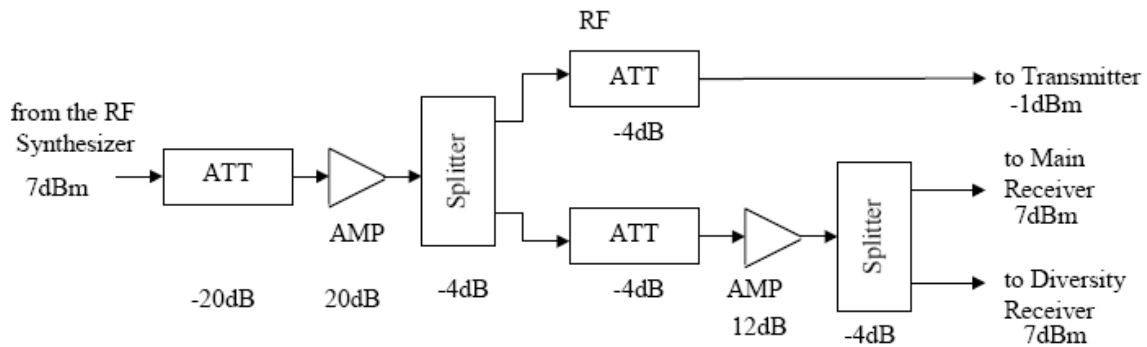 RF
ATT
-4dB
to Transmitter
-1dBm
from the RF
Synthesizer
7dBm
ATT
-20dB
AMP
20dB
Splitter
-4dB
ATT
-4dB
AMP
12dB
Splitter
-4dB
to Main
Receiver
7dBm
to Diversity
Receiver
7dBm